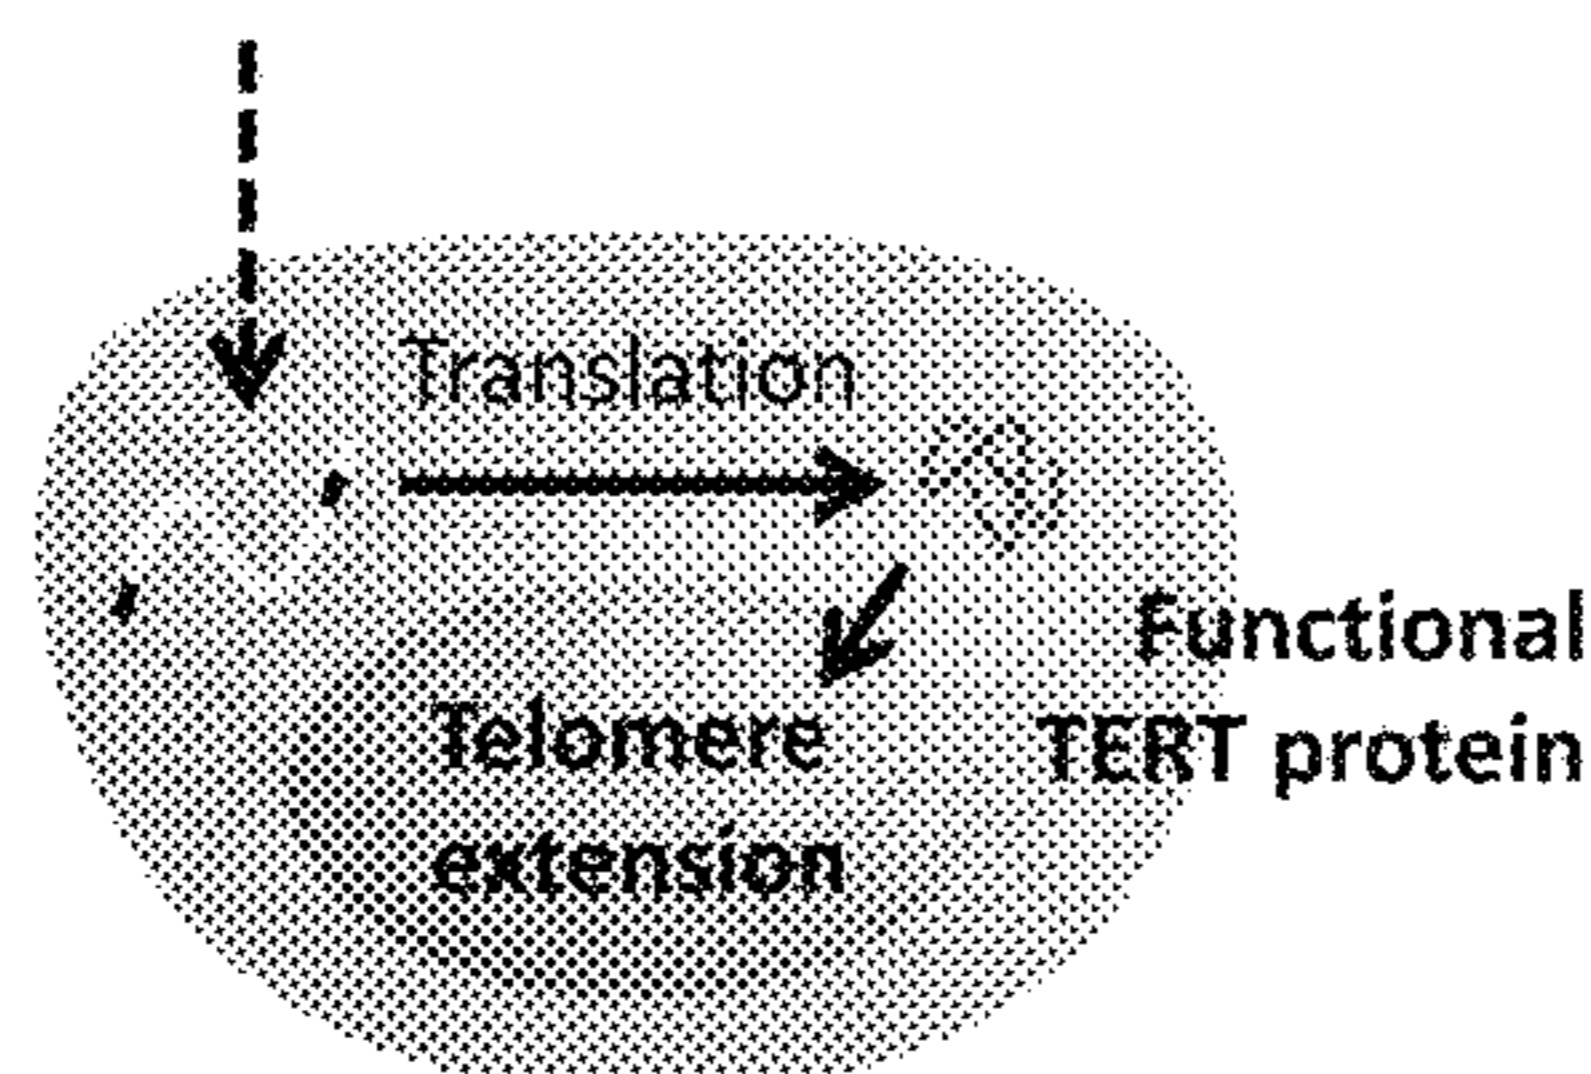 Translation
Functional
TERT protein
Telomere
extension